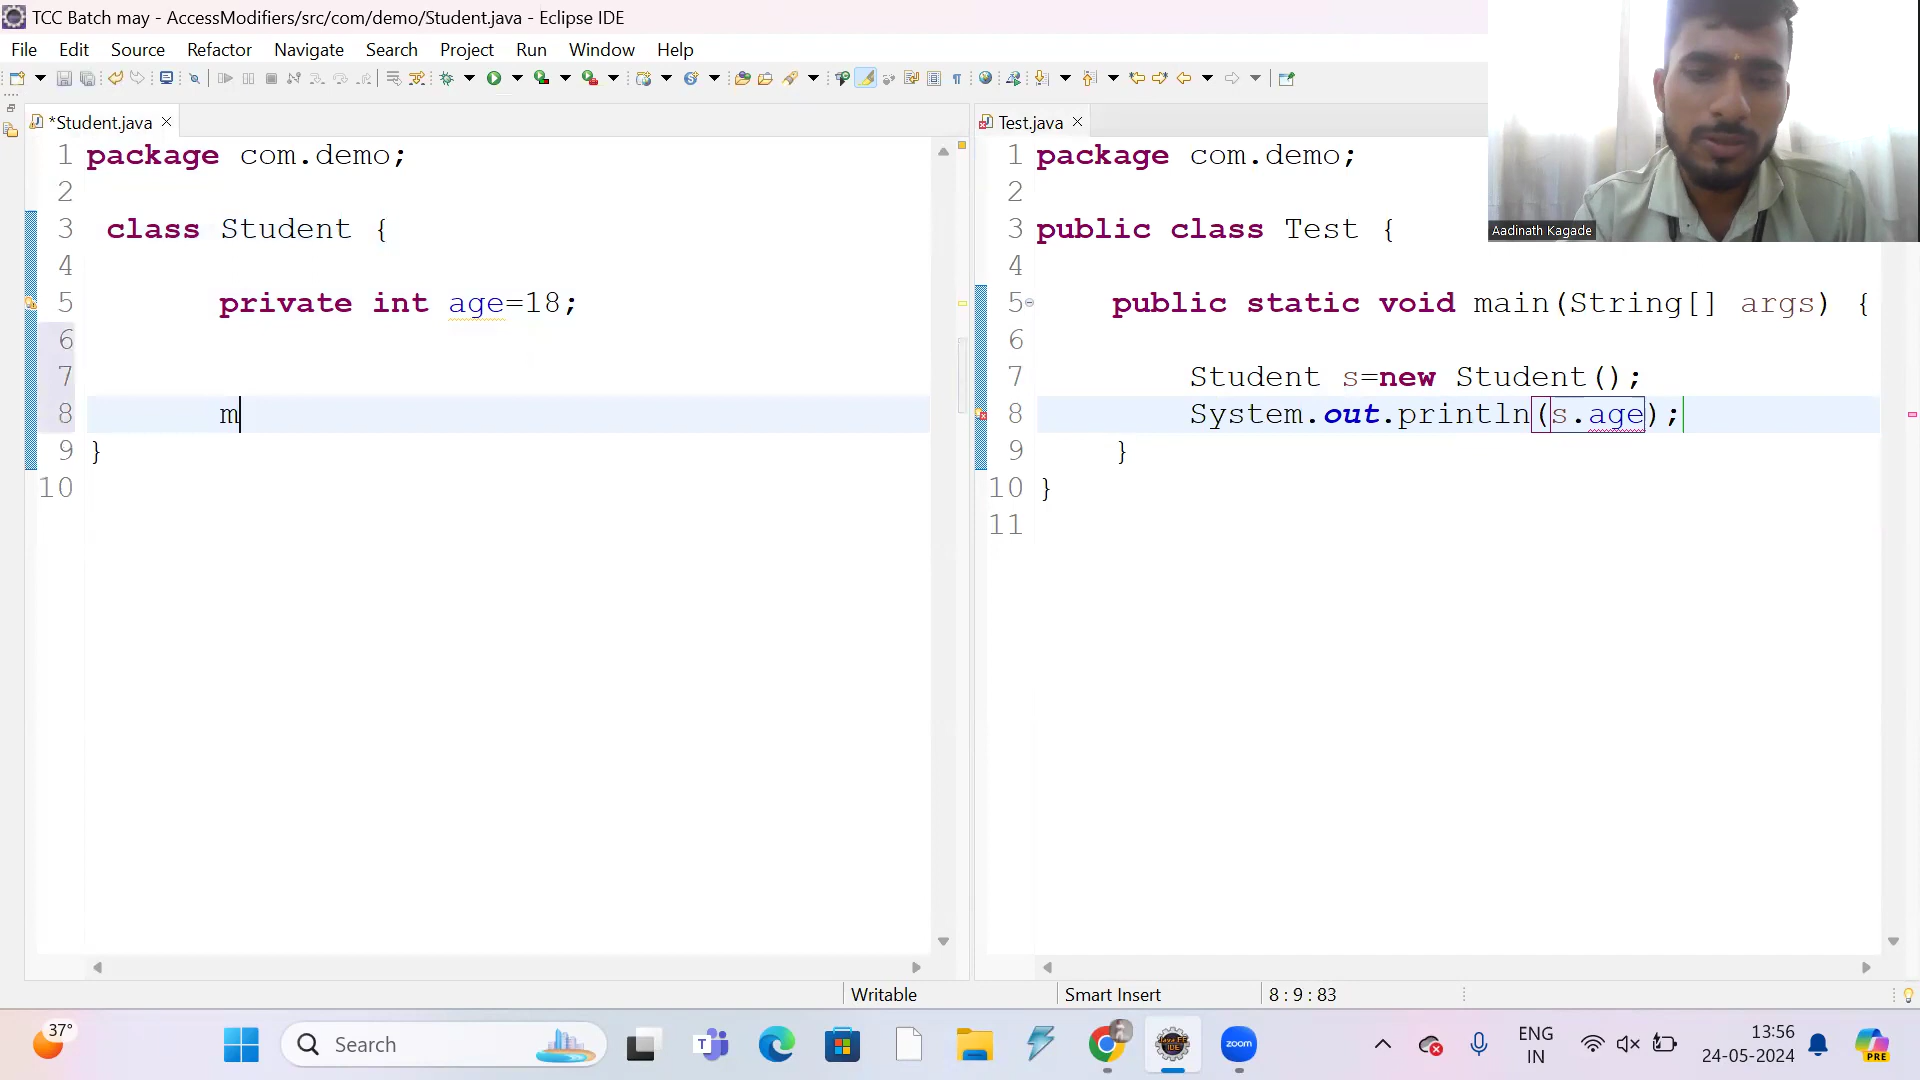 TCC Batch may - AccessModifiers/src/com/demo/Student.java - Eclipse IDE
File Edit Source Refactor Navigate Search Project Run Window Help
*Student.java
1 package com.demo;
2
3 class Student {
4
5 private int age=18;
6
7
8 m
9 }
10
Test.java
1 package com.demo;
2
3 public class Test {
4
5 public static void main(String[] args) {
6
7 Student s=new Student();
8 System.out.println(s.age);
9 }
10 }
11
Aadinath Kagade
Writable Smart Insert 8 : 9 : 83
37° Search zoom ENG IN 13:56 24-05-2024 PRE